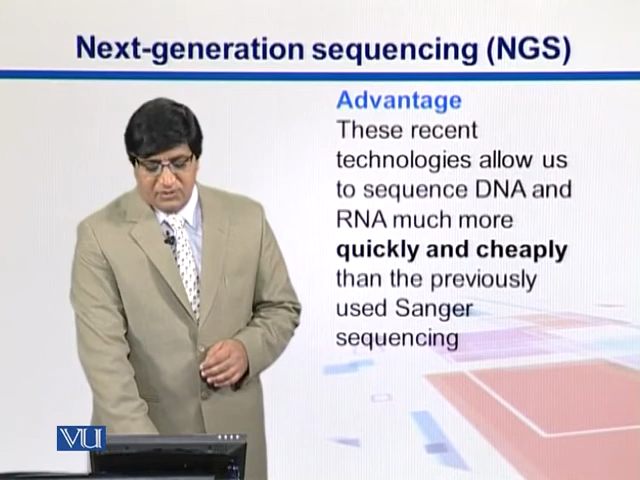 Next-generation sequencing (NGS)
Advantage
These recent
technologies allow us
to sequence DNA and
RNA much more
quickly and cheaply
than the previously
used Sanger
sequencing
VU